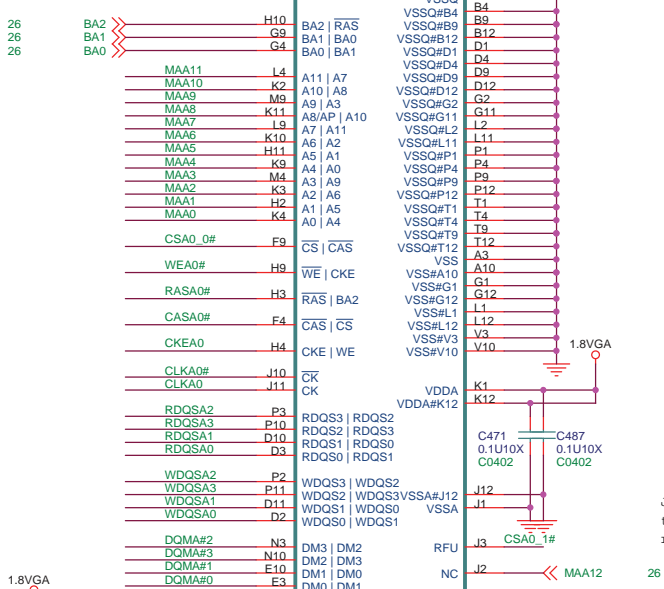 VSSQ
B4 VSSQ#B4
26 BA2 H10 BA2 | RAS VSSQ#B9 B9
26 BA1 G9 BA1 | BA0 VSSQ#B12 B12
26 BA0 G4 BA0 | BA1 VSSQ#D1 D1
VSSQ#D4 D4
MAA11 L4 A11 | A7 VSSQ#D9 D9
MAA10 K2 A10 | A8 VSSQ#D12 D12
MAA9 M9 A9 | A3 VSSQ#G2 G2
MAA8 K11 A8/AP | A10 VSSQ#G11 G11
MAA7 L9 A7 | A11 VSSQ#L2 L2
MAA6 K10 A6 | A2 VSSQ#L11 L11
MAA5 H11 A5 | A1 VSSQ#P1 P1
MAA4 K9 A4 | A0 VSSQ#P4 P4
MAA3 M4 A3 | A9 VSSQ#P9 P9
MAA2 K3 A2 | A6 VSSQ#P12 P12
MAA1 H2 A1 | A5 VSSQ#T1 T1
MAA0 K4 A0 | A4 VSSQ#T4 T4
VSSQ#T9 T9
CSA0_0# F9 CS | CAS VSSQ#T12 T12
VSS A3
WEA0# H9 WE | CKE VSS#A10 A10
VSS#G1 G1
RASA0# H3 RAS | BA2 VSS#G12 G12
VSS#L1 L1
CASA0# F4 CAS | CS VSS#L12 L12
VSS#V3 V3
CKEA0 H4 CKE | WE VSS#V10 V10
1.8VGA
CLKA0# J10 CK
CLKA0 J11 CK VDDA K1
VDDA#K12 K12
RDQSA2 P3 RDQS3 | RDQS2
RDQSA3 P10 RDQS2 | RDQS3
RDQSA1 D10 RDQS1 | RDQS0
RDQSA0 D3 RDQS0 | RDQS1
C471 C487
0.1U10X 0.1U10X
C0402 C0402
WDQSA2 P2 WDQS3 | WDQS2
WDQSA3 P11 WDQS2 | WDQS3 VSSA#J12 J12
WDQSA1 D11 WDQS1 | WDQS0 VSSA J1
WDQSA0 D2 WDQS0 | WDQS1
CSA0_1#
DQMA#2 N3 DM3 | DM2 RFU J3
DQMA#3 N10 DM2 | DM3
DQMA#1 E10 DM1 | DM0 NC J2 MAA12 26
DQMA#0 E3 DM0 | DM1
1.8VGA